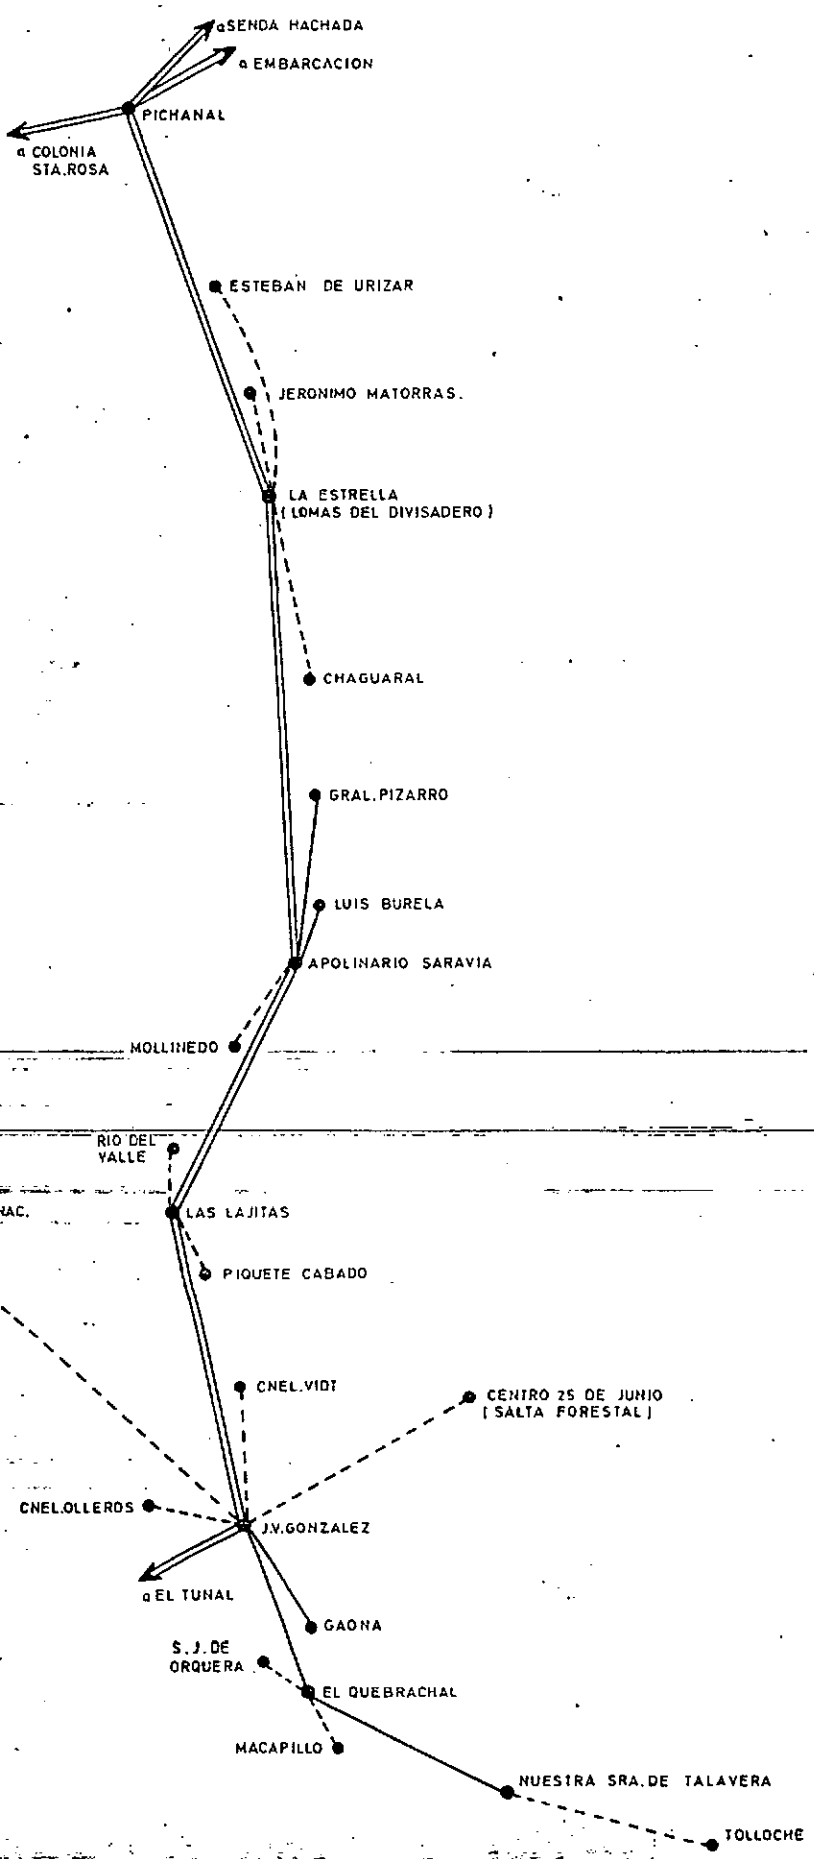 a SENDA HACHADA
a EMBARCACION
PICHANAL
a COLONIA
STA.ROSA
ESTEBAN DE URIZAR
JERONIMO MATORRAS.
LA ESTRELLA
(LOMAS DEL DIVISADERO)
CHAGUARAL
GRAL.PIZARRO
LUIS BURELA
APOLINARIO SARAVIA
MOLLINEDO
RIO DEL
VALLE
LAS LAJITAS
PIQUETE CABADO
CNEL.VIDT
CENTRO 25 DE JUNIO
(SALTA FORESTAL)
CNEL.OLLEROS
J.V.GONZALEZ
a EL TUNAL
GAONA
S.J.DE
ORQUERA
EL QUEBRACHAL
MACAPILLO
NUESTRA SRA.DE TALAVERA
TOLLOCHE